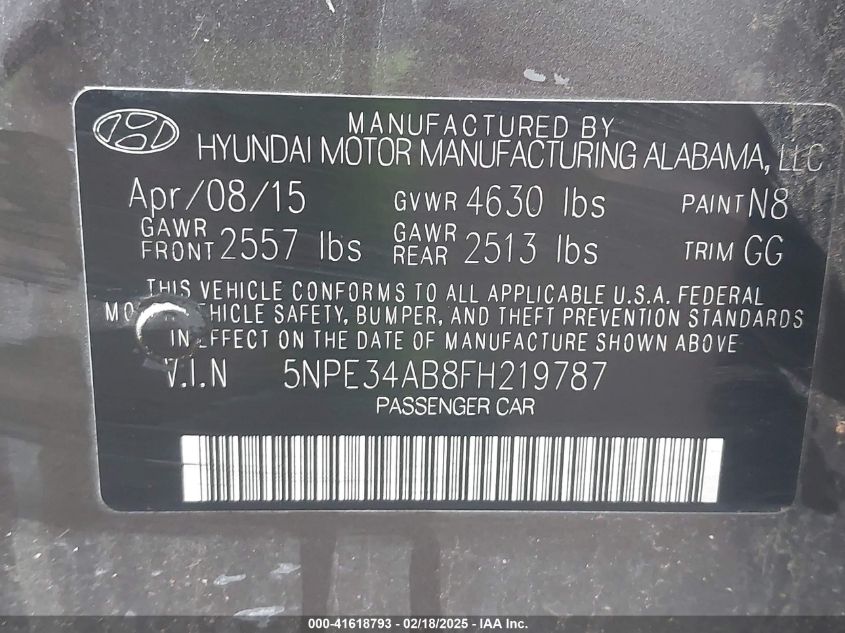 MANUFACTURED BY
HYUNDAI MOTOR MANUFACTURING ALABAMA, LLC
Apr/08/15 GVWR 4630 lbs PAINT N8
GAWR FRONT 2557 lbs GAWR REAR 2513 lbs TRIM GG
THIS VEHICLE CONFORMS TO ALL APPLICABLE U.S.A. FEDERAL
VEHICLE SAFETY, BUMPER, AND THEFT PREVENTION STANDARDS
IN EFFECT ON THE DATE OF MANUFACTURE SHOWN ABOVE
V.I.N 5NPE34AB8FH219787
PASSENGER CAR
000-41618793 - 02/18/2025 - IAA Inc.